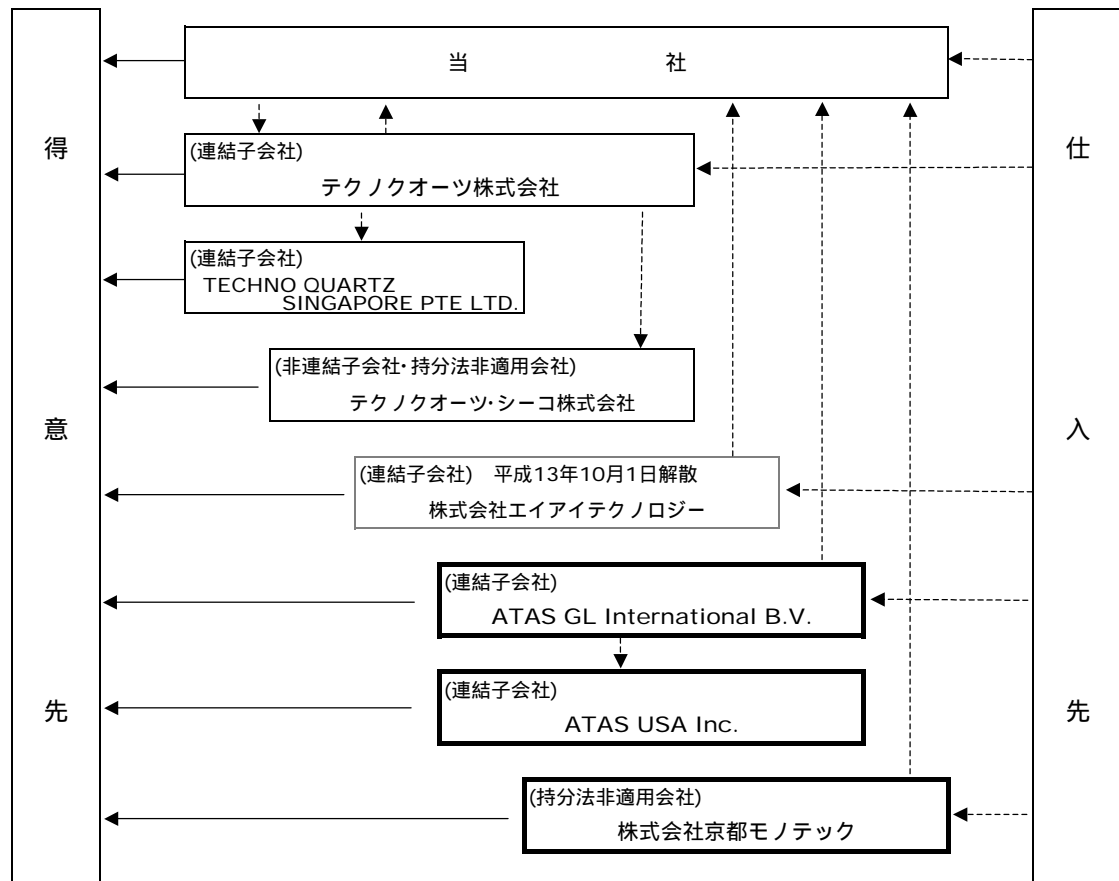 当 社
得意先
仕入先
(連結子会社)
テクノクオーツ株式会社
(連結子会社)
TECHNO QUARTZ
SINGAPORE PTE LTD.
(非連結子会社・持分法非適用会社)
テクノクオーツ・シーコ株式会社
(連結子会社) 平成13年10月1日解散
株式会社エイアイテクノロジー
(連結子会社)
ATAS GL International B.V.
(連結子会社)
ATAS USA Inc.
(持分法非適用会社)
株式会社京都モノテック